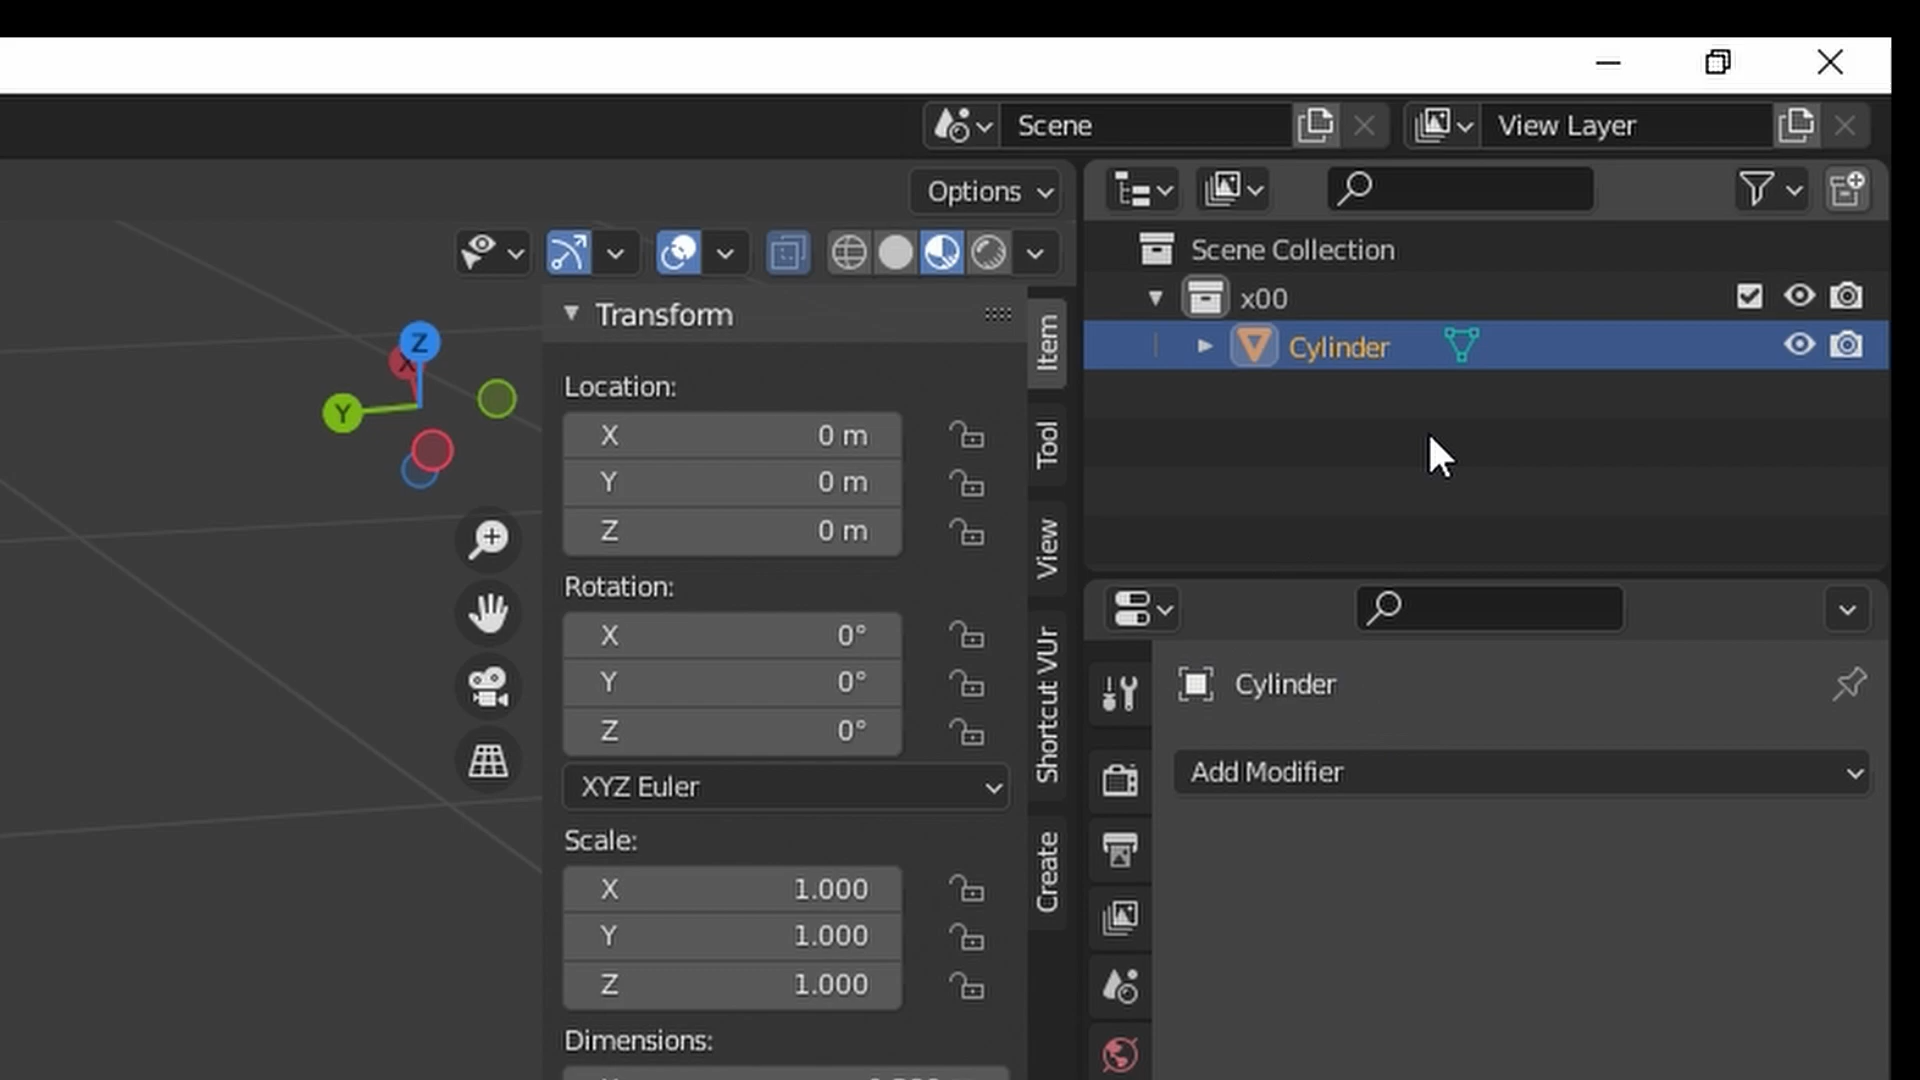 Scene
View Layer
Options
Scene Collection
x00
Cylinder
Transform
Z
X
Y
Location:
X 0 m
Y 0 m
Z 0 m
Rotation:
X 0°
Y 0°
Z 0°
XYZ Euler
Scale:
X 1.000
Y 1.000
Z 1.000
Dimensions:
Item
Tool
View
Shortcut VUr
Create
Cylinder
Add Modifier